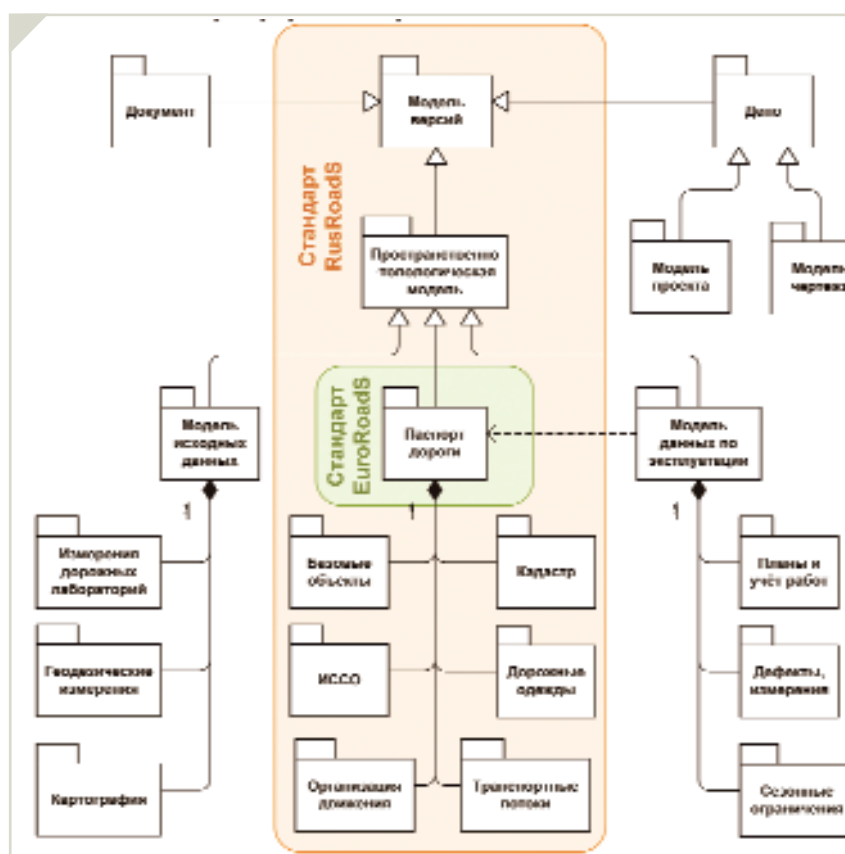 Документ
Модель
версий
Дело
Стандарт
RusRoadS
Пространственно
топологическая
модель
Модель
проекта
Модель
чертежа
Стандарт
EuroRoadS
Модель
исходных
данных
Паспорт
дороги
Модель
данных по
эксплуатации
1
1
1
Измерения
дорожных
лабораторий
Базовые
объекты
Кадастр
Планы и
учёт работ
Геодезические
измерения
ИССО
Дорожные
одежды
Дефекты,
измерения
Картография
Организация
движения
Транспортные
потоки
Сезонные
ограничения